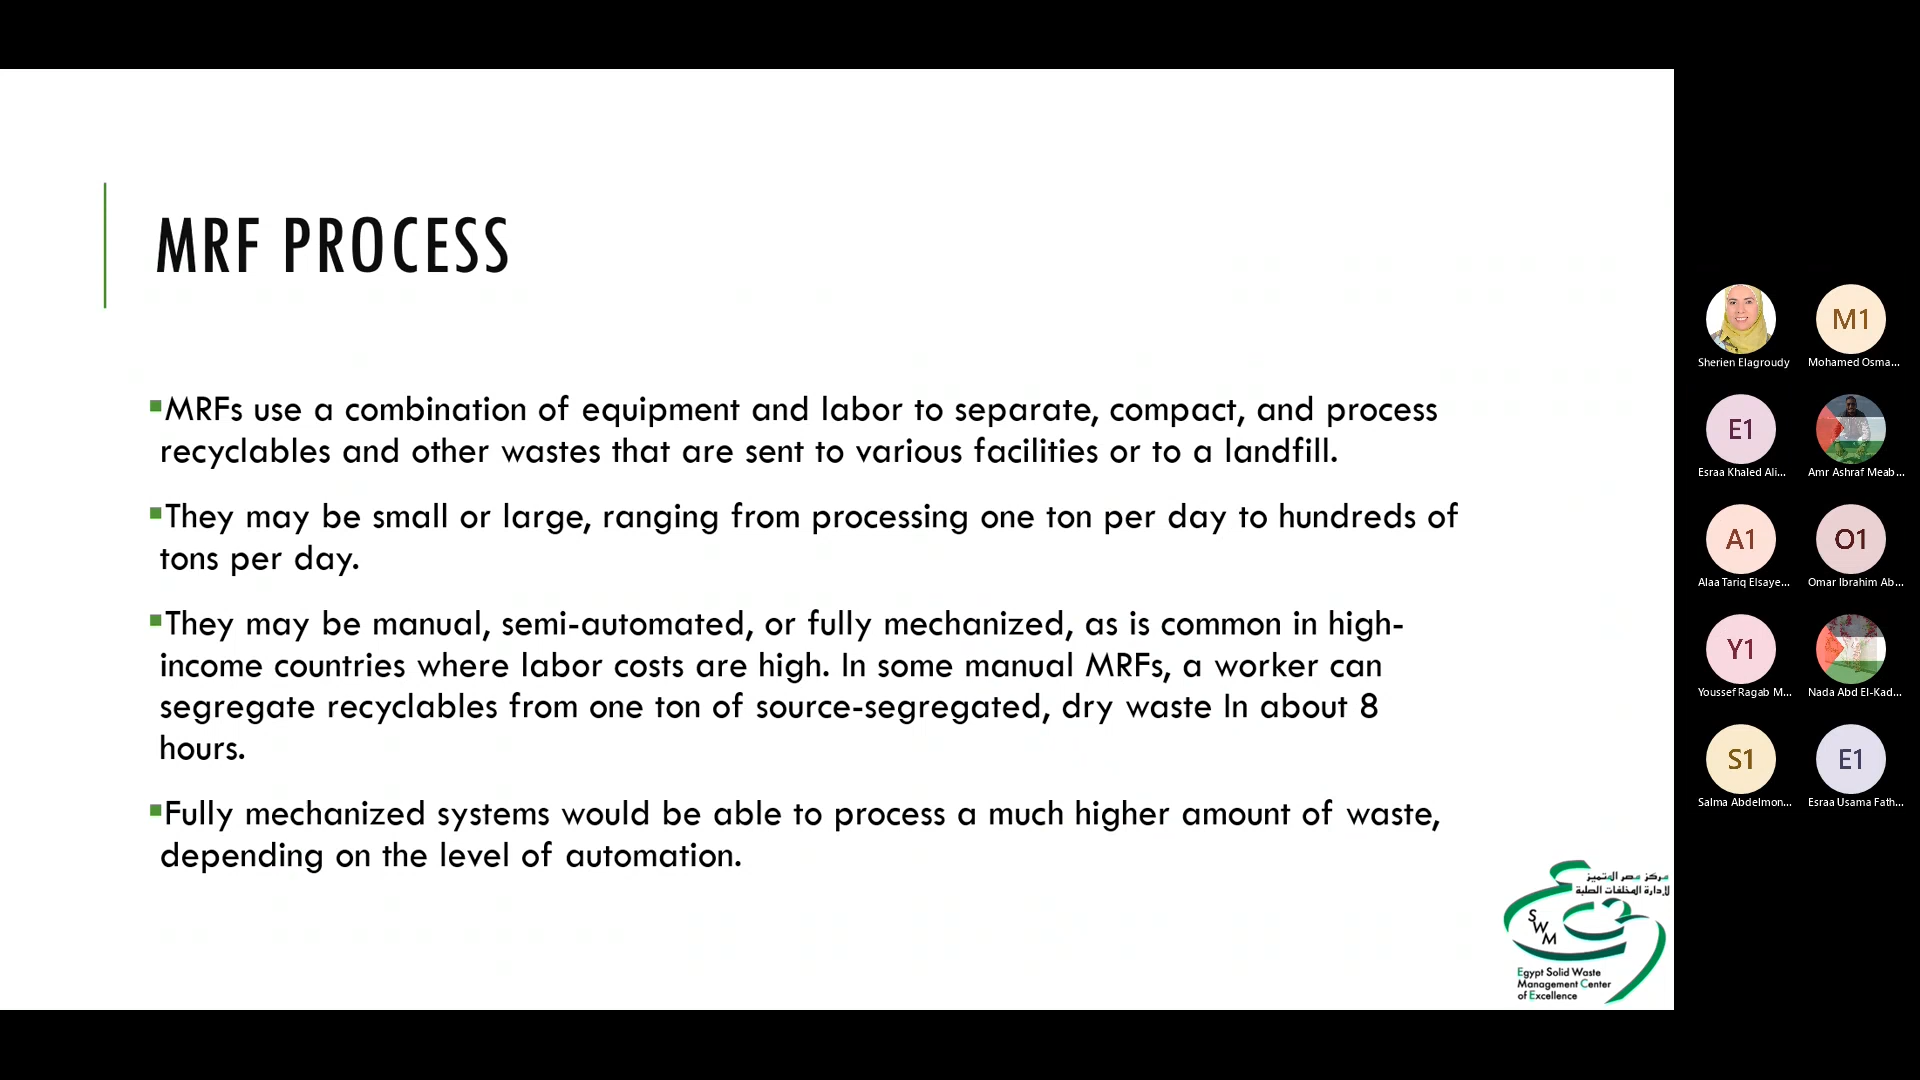 MRF PROCESS
▪MRFs use a combination of equipment and labor to separate, compact, and process
recyclables and other wastes that are sent to various facilities or to a landfill.
▪They may be small or large, ranging from processing one ton per day to hundreds of
tons per day.
▪They may be manual, semi-automated, or fully mechanized, as is common in high-
income countries where labor costs are high. In some manual MRFs, a worker can
segregate recyclables from one ton of source-segregated, dry waste In about 8
hours.
▪Fully mechanized systems would be able to process a much higher amount of waste,
depending on the level of automation.
مركز مصر المتميز
لإدارة المخلفات الصلبة
SWM
Egypt Solid Waste
Management Center
of Excellence
Sherien Elagroudy
M1
Mohamed Osma...
E1
Esraa Khaled Ali...
Amr Ashraf Meab...
A1
Alaa Tariq Elsaye...
O1
Omar Ibrahim Ab...
Y1
Youssef Ragab M...
Nada Abd El-Kad...
S1
Salma Abdelmon...
E1
Esraa Usama Fath...